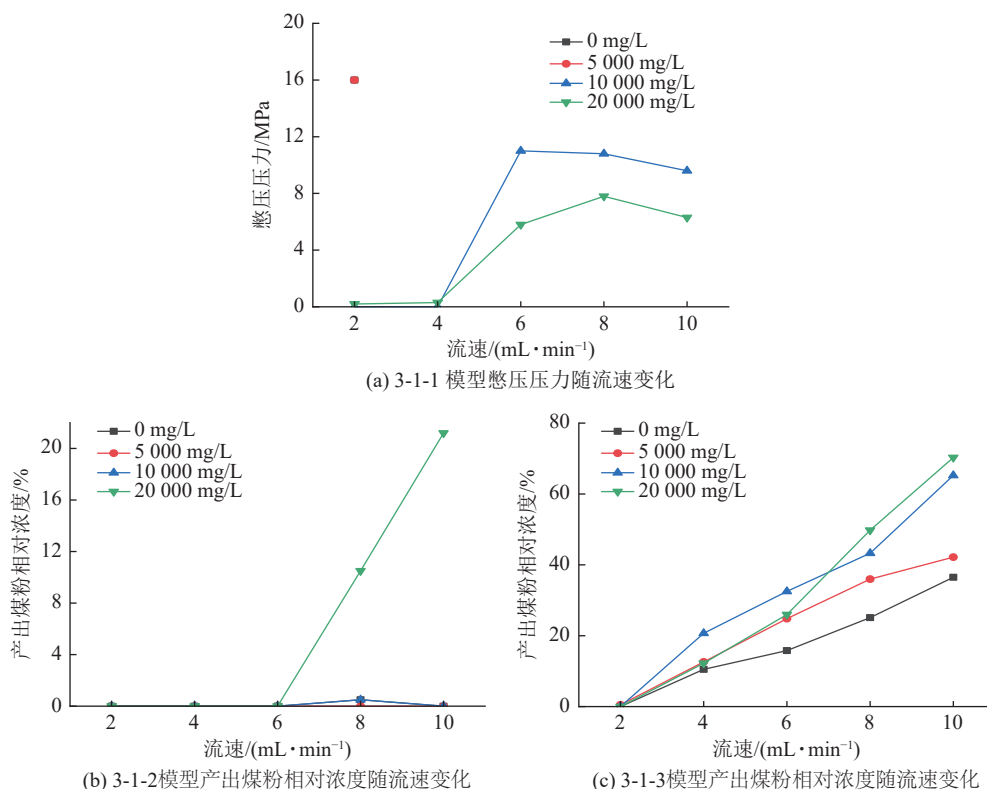 20
16
12
8
4
0
憋压压力/MPa
0 mg/L
5 000 mg/L
10 000 mg/L
20 000 mg/L
2 4 6 8 10
流速/(mL·min⁻¹)
(a) 3-1-1 模型憋压压力随流速变化
20
16
12
8
4
0
产出煤粉相对浓度/%
0 mg/L
5 000 mg/L
10 000 mg/L
20 000 mg/L
2 4 6 8 10
流速/(mL·min⁻¹)
(b) 3-1-2模型产出煤粉相对浓度随流速变化
80
60
40
20
0
产出煤粉相对浓度/%
0 mg/L
5 000 mg/L
10 000 mg/L
20 000 mg/L
2 4 6 8 10
流速/(mL·min⁻¹)
(c) 3-1-3模型产出煤粉相对浓度随流速变化